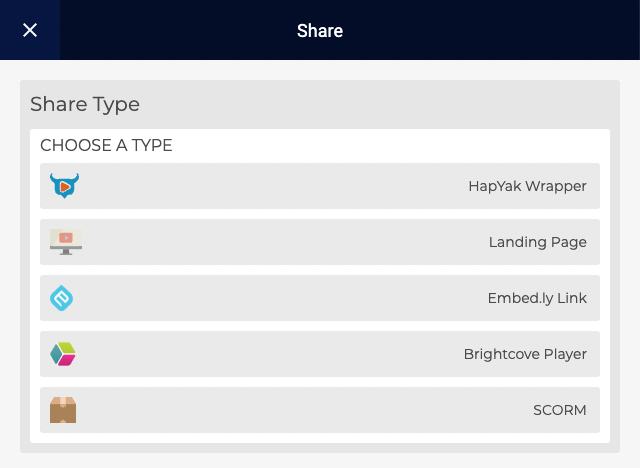 Share
Share Type
CHOOSE A TYPE
HapYak Wrapper
Landing Page
Embed.ly Link
Brightcove Player
SCORM